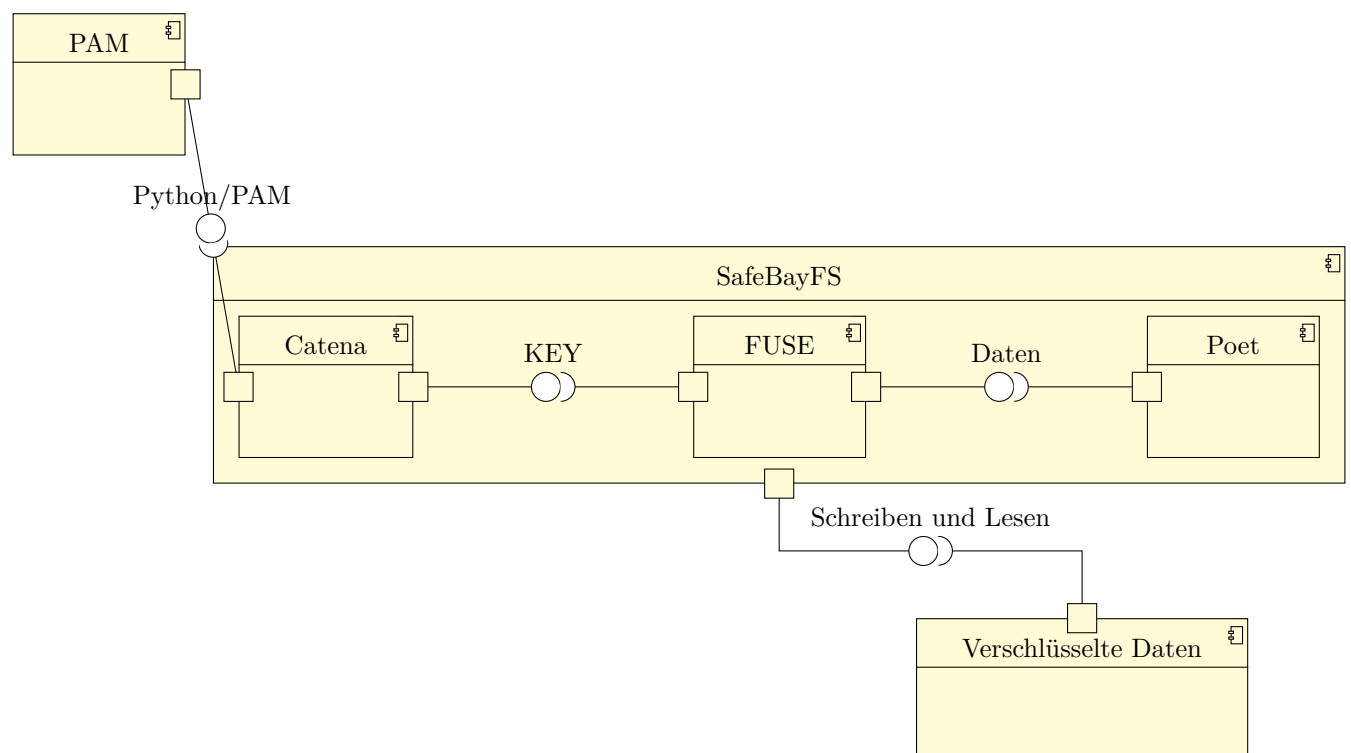 PAM
Python/PAM
SafeBayFS
Catena
KEY
FUSE
Daten
Poet
Schreiben und Lesen
Verschlüsselte Daten